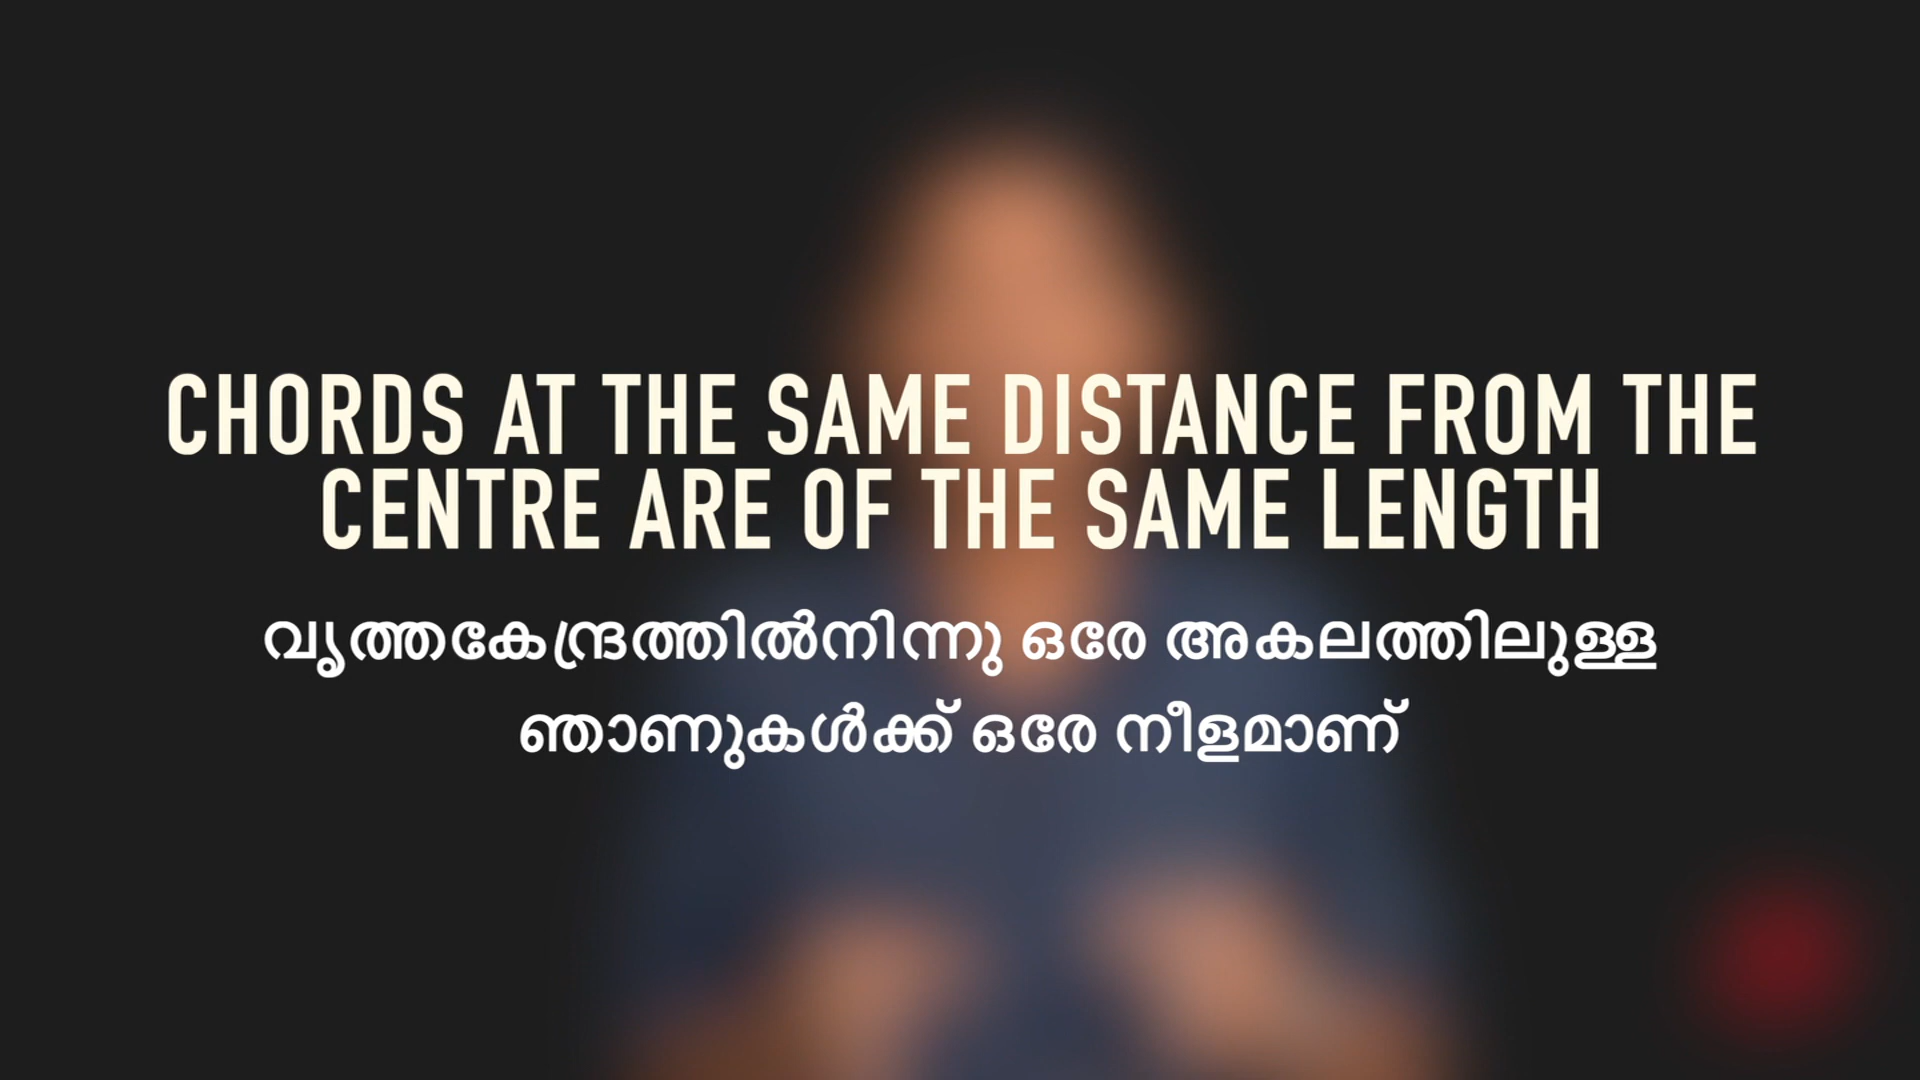 CHORDS AT THE SAME DISTANCE FROM THE
CENTRE ARE OF THE SAME LENGTH
വൃത്തകേന്ദ്രത്തിൽനിന്നു ഒരേ അകലത്തിലുള്ള
ഞാണുകൾക്ക് ഒരേ നീളമാണ്